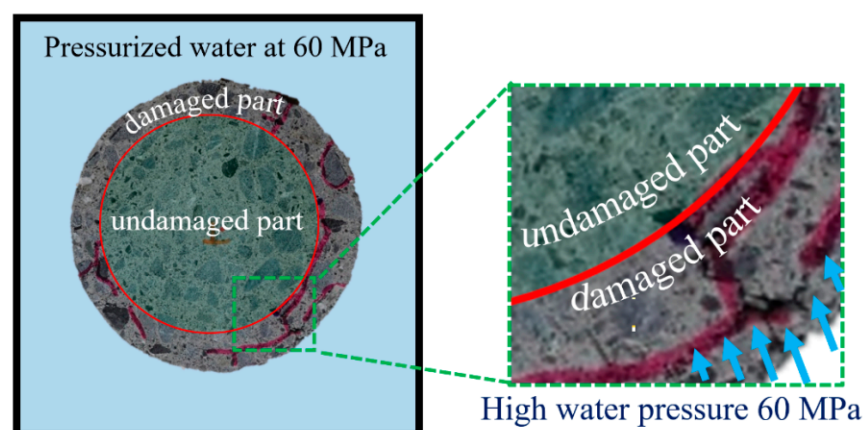 Pressurized water at 60 MPa
damaged part
undamaged part
undamaged part
damaged part
High water pressure 60 MPa